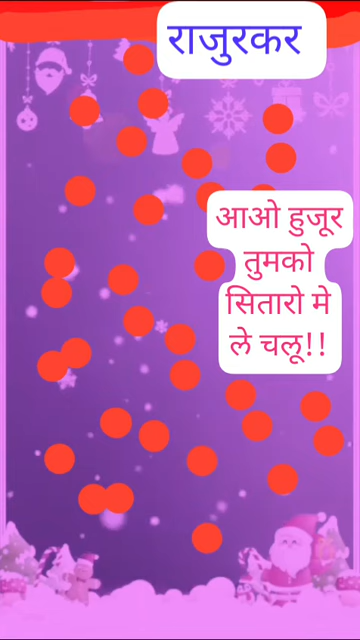 राजुरकर
आओ हुजूर
तुमको
सितारो मे
ले चलू!!